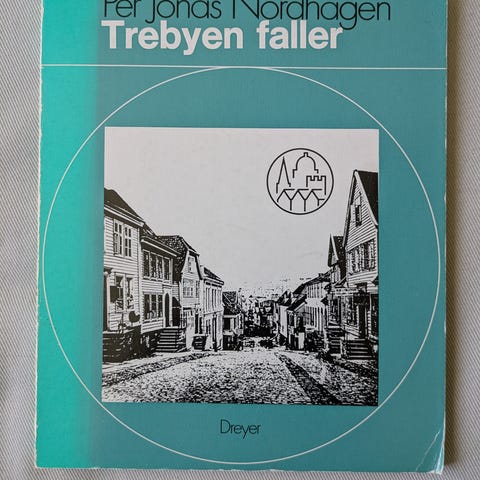 Per Jonas Nordhagen
Trebyen faller
Dreyer